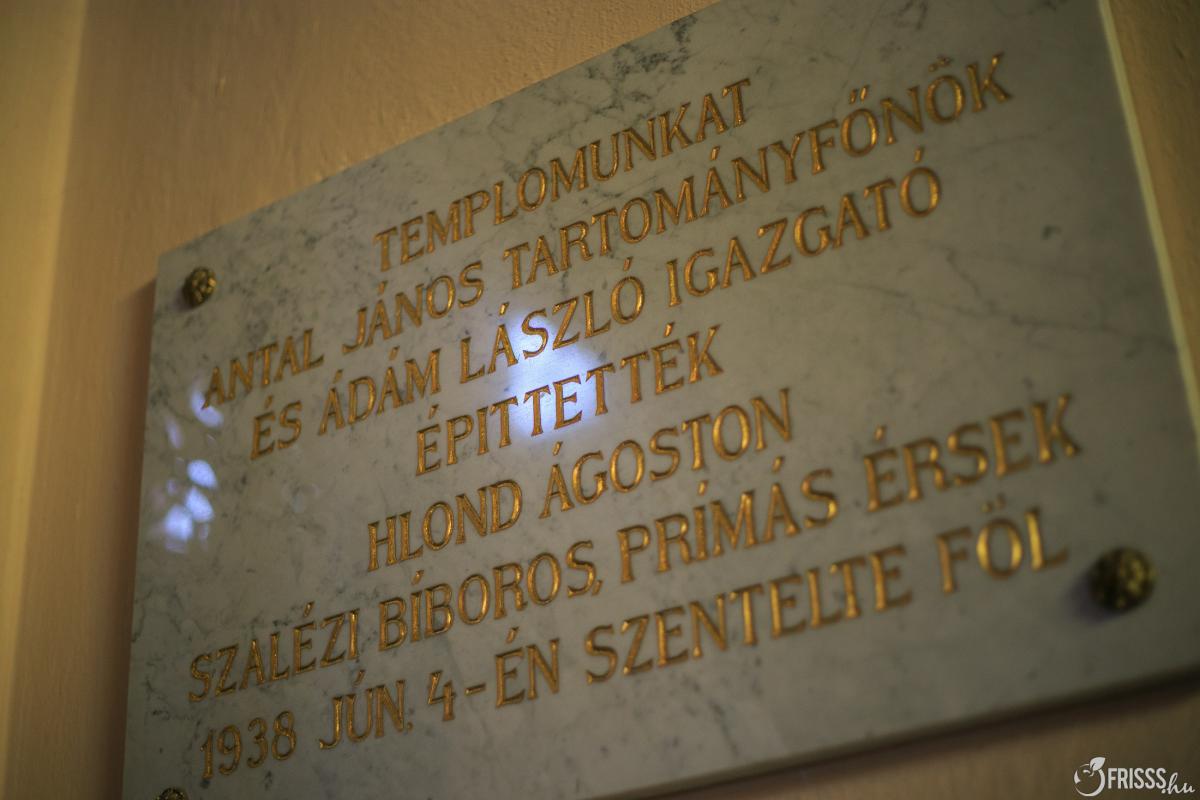 TEMPLOMUNKAT
ANTAL JÁNOS TARTOMÁNYFŐNÖK
ÉS ÁDÁM LÁSZLÓ IGAZGATÓ
ÉPITTETTÉK
HLOND ÁGOSTON
SZALÉZI BÍBOROS, PRÍMÁS ÉRSEK
1938 JÚN. 4-ÉN SZENTELTE FÖL
FRISSS.hu